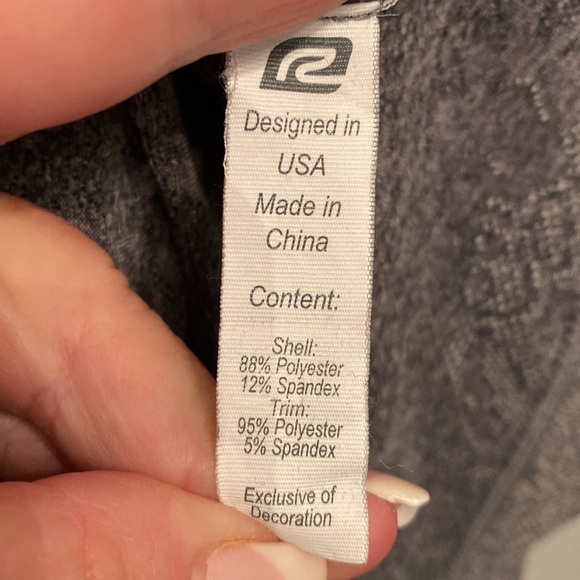 Designed in
USA
Made in
China
Content:
Shell:
88% Polyester
12% Spandex
Trim:
95% Polyester
5% Spandex
Exclusive of
Decoration